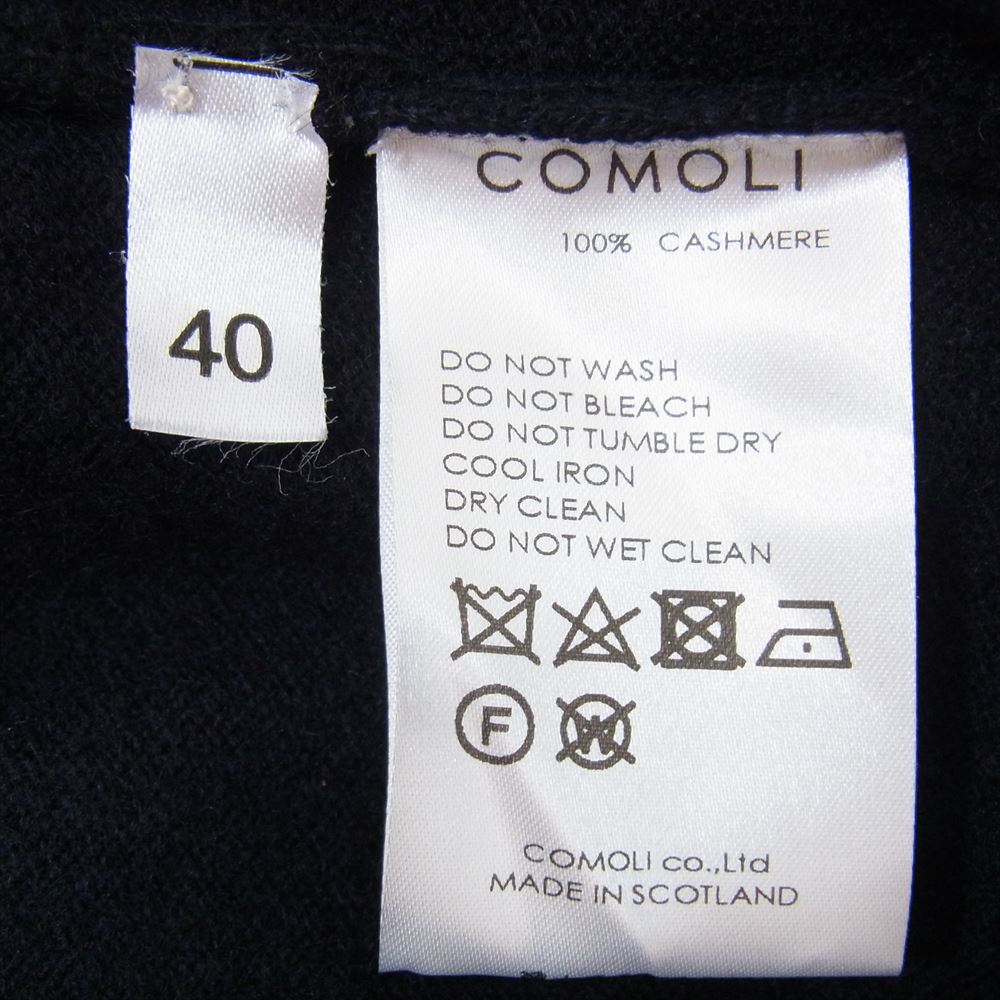 40
COMOLI
100% CASHMERE
DO NOT WASH
DO NOT BLEACH
DO NOT TUMBLE DRY
COOL IRON
DRY CLEAN
DO NOT WET CLEAN
F W
COMOLI co.,Ltd
MADE IN SCOTLAND